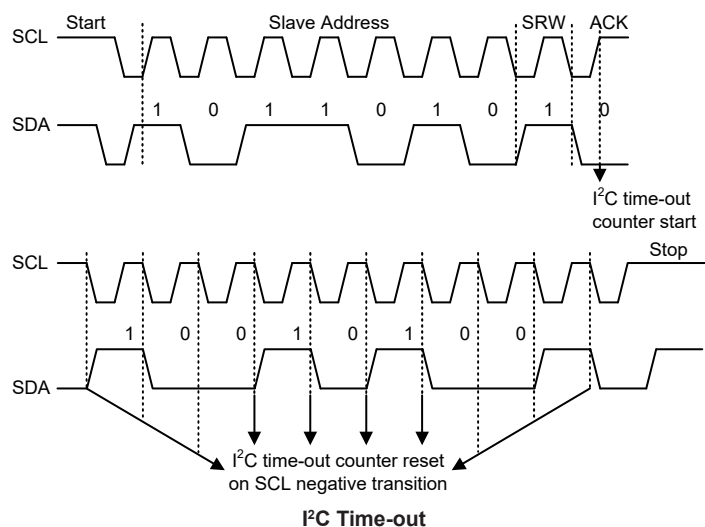 Start Slave Address SRW ACK
SCL
1 0 1 1 0 1 0 1 0
SDA
I²C time-out
counter start
Stop
SCL
1 0 0 1 0 1 0 0
SDA
I²C time-out counter reset
on SCL negative transition
I²C Time-out